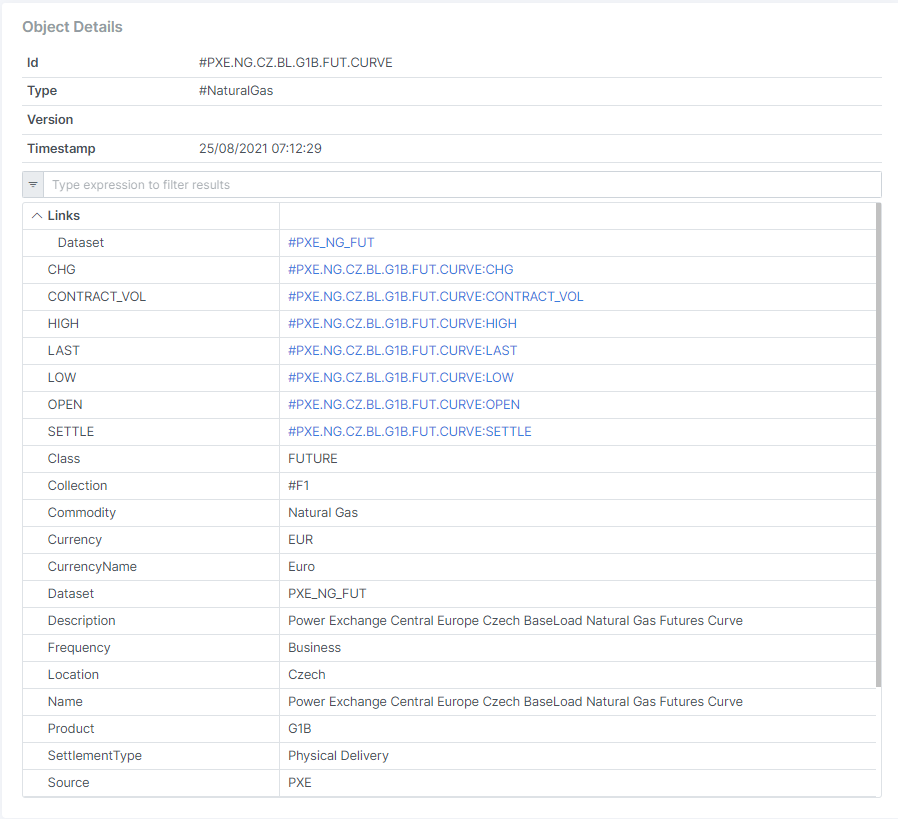 Object Details
Id #PXE.NG.CZ.BL.G1B.FUT.CURVE
Type #NaturalGas
Version
Timestamp 25/08/2021 07:12:29
Type expression to filter results
Links
Dataset #PXE_NG_FUT
CHG #PXE.NG.CZ.BL.G1B.FUT.CURVE:CHG
CONTRACT_VOL #PXE.NG.CZ.BL.G1B.FUT.CURVE:CONTRACT_VOL
HIGH #PXE.NG.CZ.BL.G1B.FUT.CURVE:HIGH
LAST #PXE.NG.CZ.BL.G1B.FUT.CURVE:LAST
LOW #PXE.NG.CZ.BL.G1B.FUT.CURVE:LOW
OPEN #PXE.NG.CZ.BL.G1B.FUT.CURVE:OPEN
SETTLE #PXE.NG.CZ.BL.G1B.FUT.CURVE:SETTLE
Class FUTURE
Collection #F1
Commodity Natural Gas
Currency EUR
CurrencyName Euro
Dataset PXE_NG_FUT
Description Power Exchange Central Europe Czech BaseLoad Natural Gas Futures Curve
Frequency Business
Location Czech
Name Power Exchange Central Europe Czech BaseLoad Natural Gas Futures Curve
Product G1B
SettlementType Physical Delivery
Source PXE